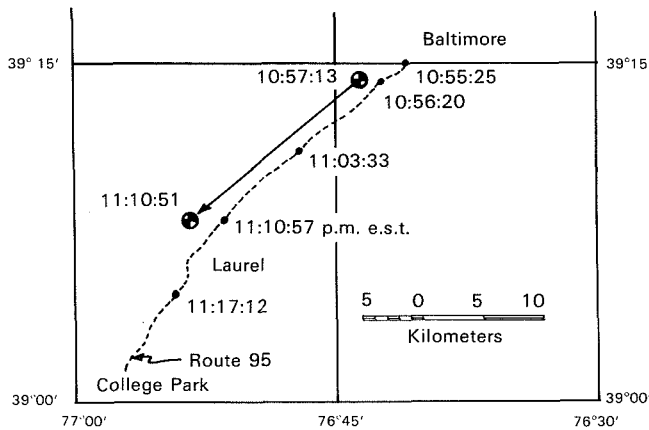 Baltimore
39° 15′
39°15′
10:57:13
10:55:25
10:56:20
11:03:33
11:10:51
11:10:57 p.m. e.s.t.
Laurel
11:17:12
5 0 5 10
Kilometers
Route 95
College Park
39°00′
39°00′
77°00′
76°45′
76°30′